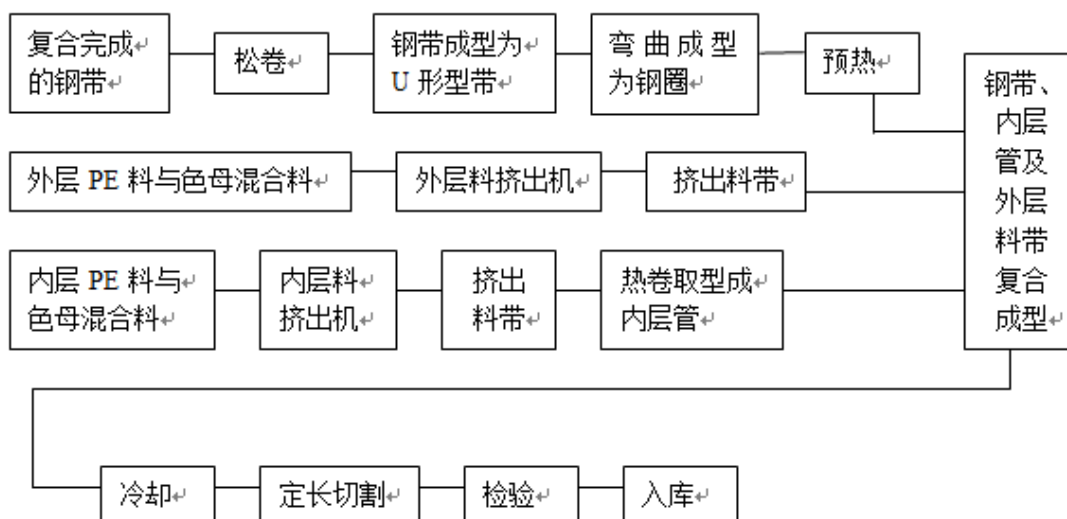 复合完成↵
的钢带↵
松卷↵
钢带成型为↵
U 形型带↵
弯曲成型
为钢圈↵
预热↵
钢带、
内层
管及
外层
料带
复合
成型↵
外层 PE 料与色母混合料↵
外层料挤出机↵
挤出料带↵
内层 PE 料与↵
色母混合料↵
内层料↵
挤出机↵
挤出
料带↵
热卷取型成↵
内层管↵
冷却↵
定长切割↵
检验↵
入库↵